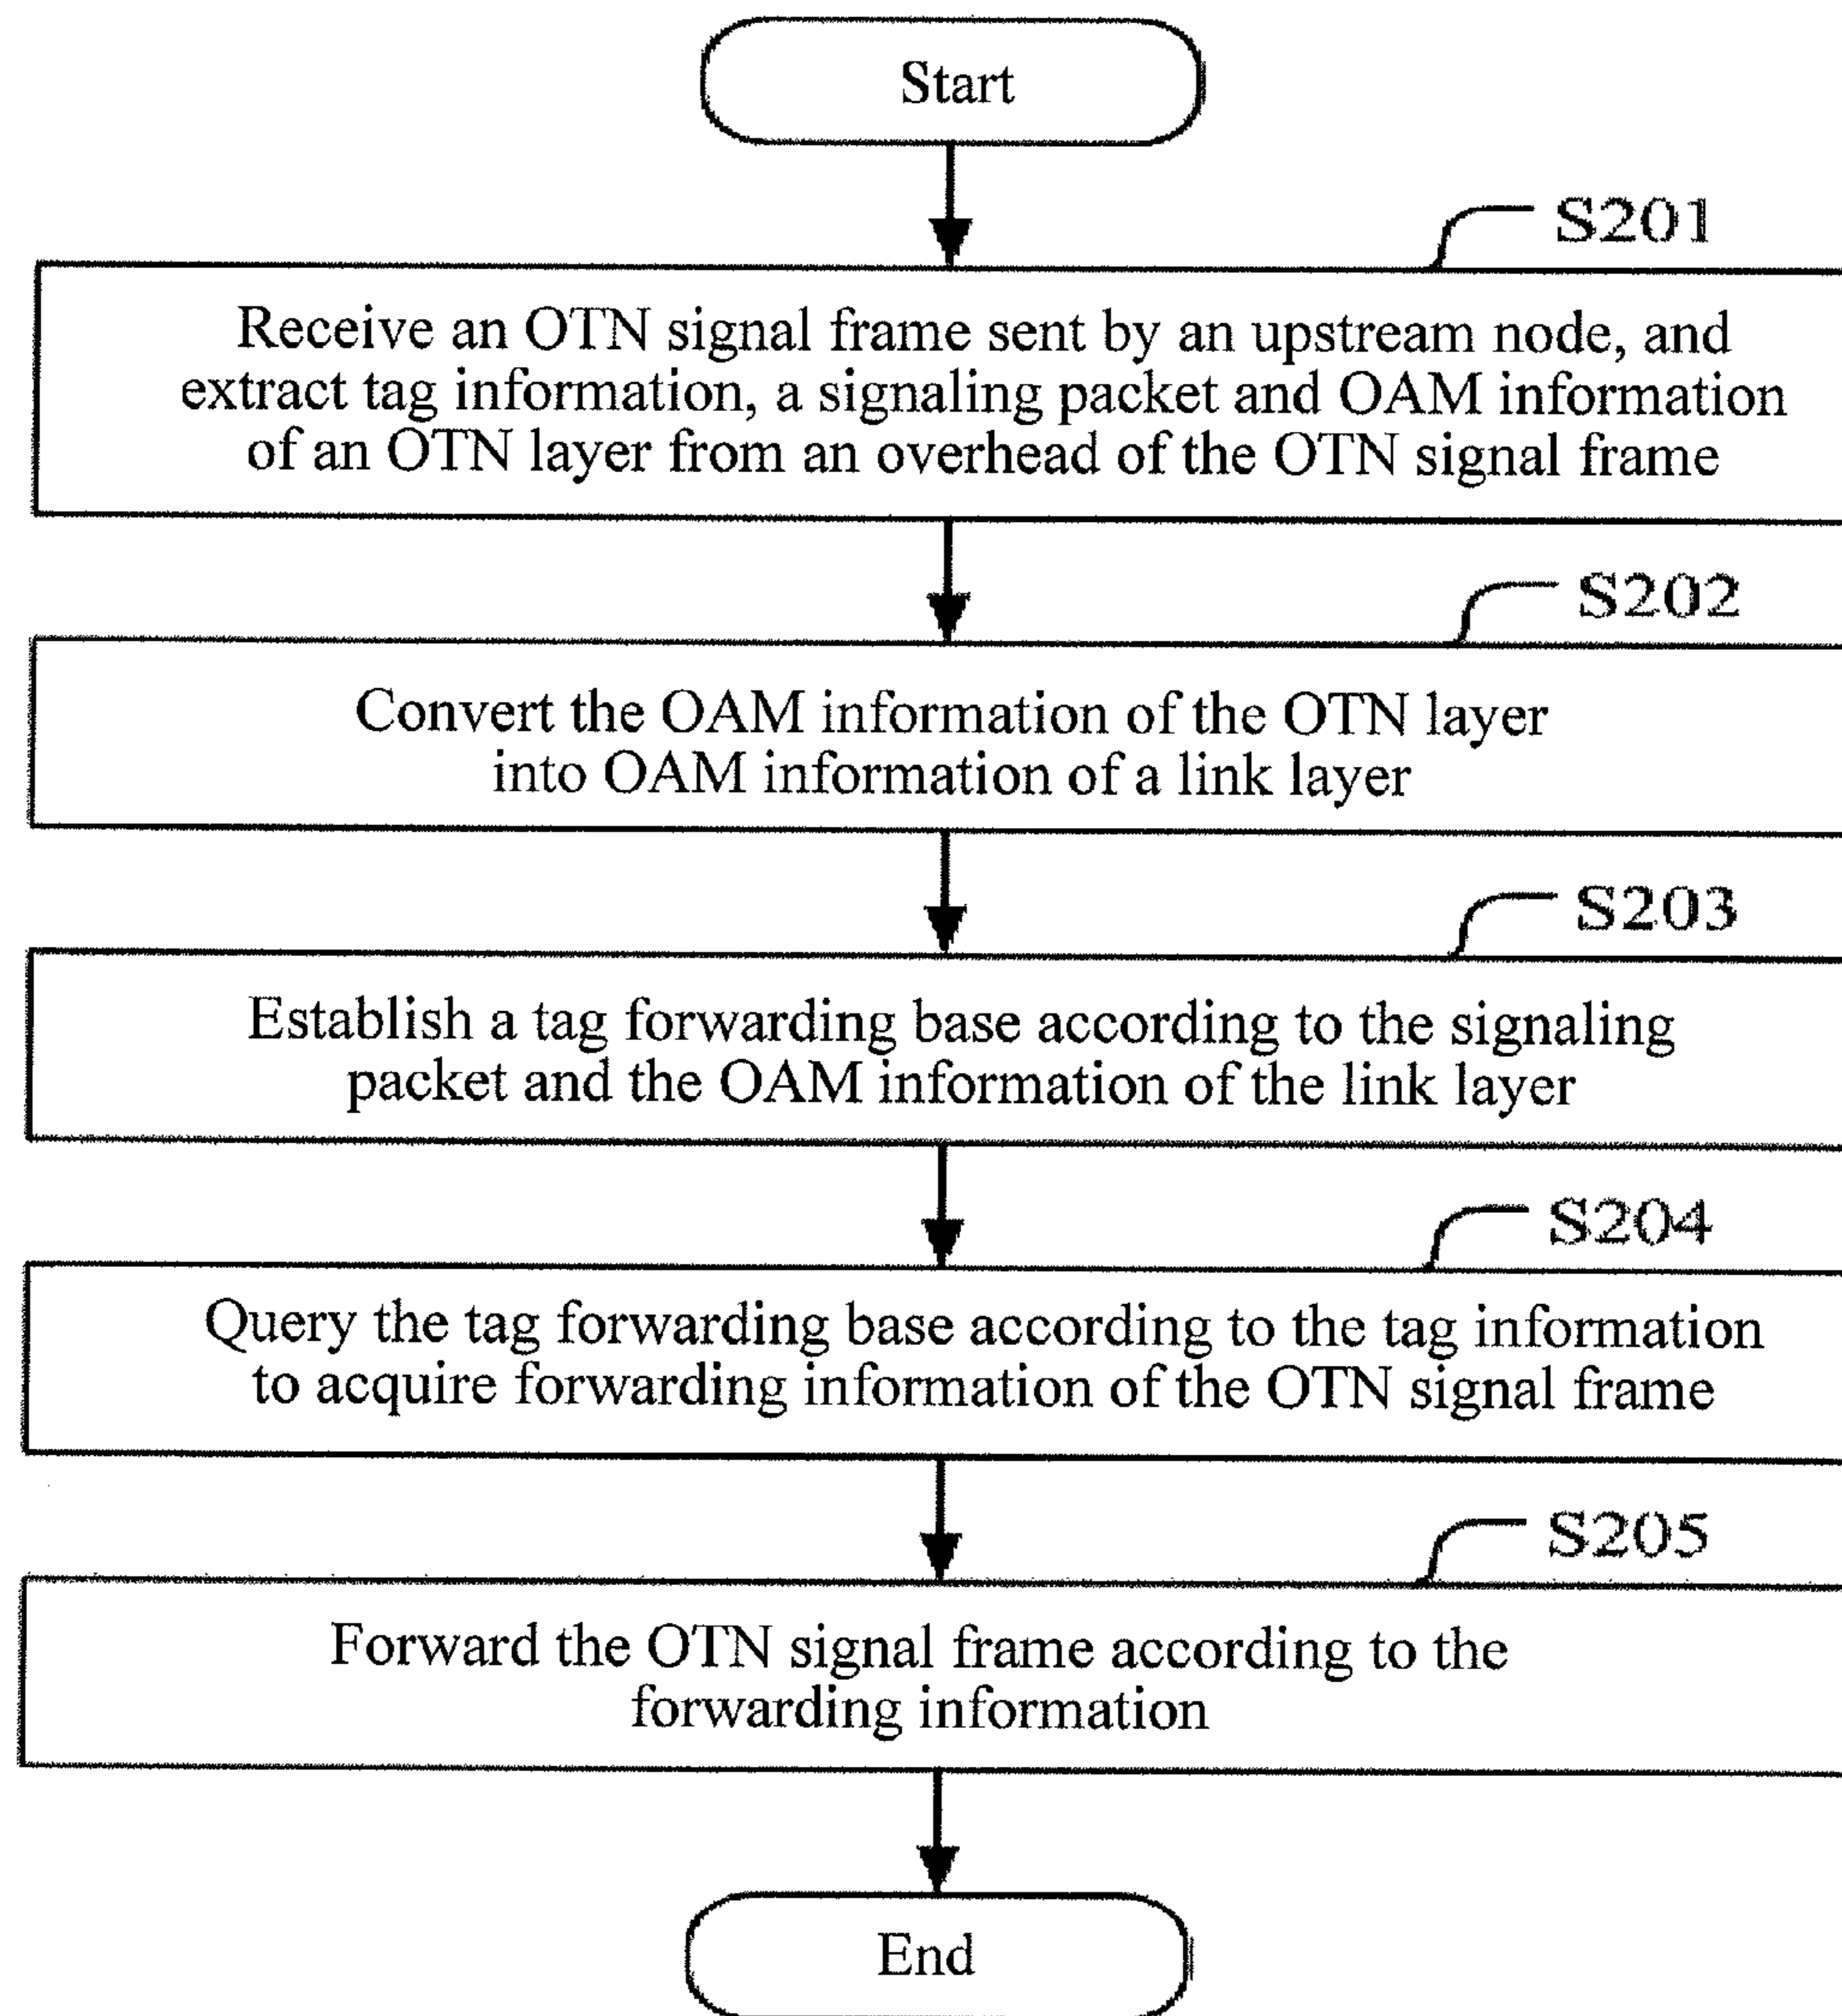 Start
S201
Receive an OTN signal frame sent by an upstream node, and
extract tag information, a signaling packet and OAM information
of an OTN layer from an overhead of the OTN signal frame
S202
Convert the OAM information of the OTN layer
into OAM information of a link layer
S203
Establish a tag forwarding base according to the signaling
packet and the OAM information of the link layer
S204
Query the tag forwarding base according to the tag information
to acquire forwarding information of the OTN signal frame
S205
Forward the OTN signal frame according to the
forwarding information
End